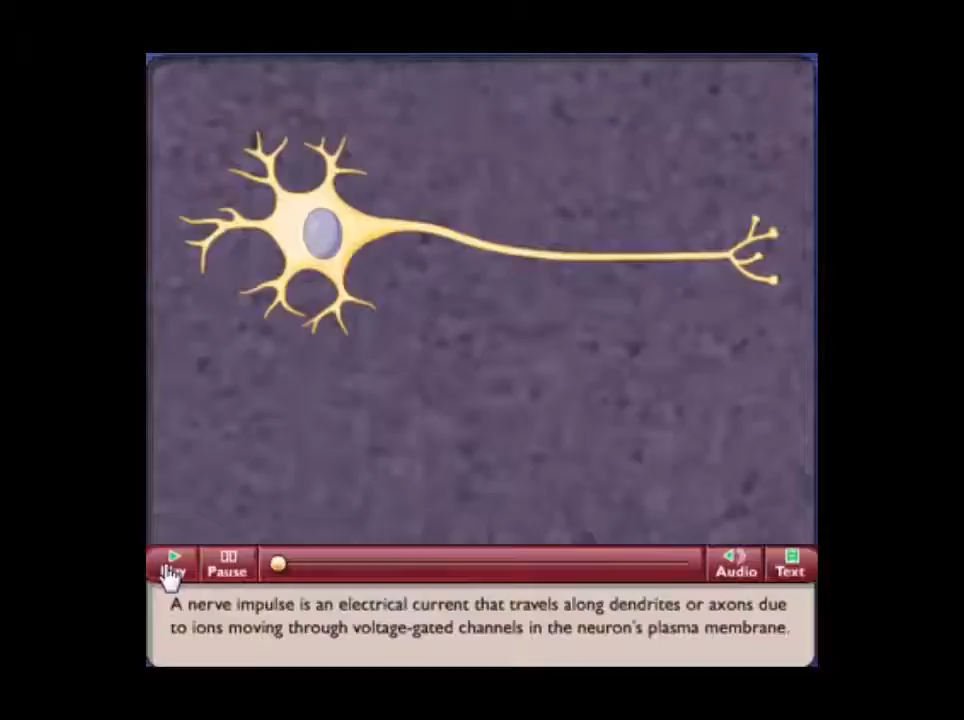 Play Pause Audio Text
A nerve impulse is an electrical current that travels along dendrites or axons due
to ions moving through voltage-gated channels in the neuron's plasma membrane.